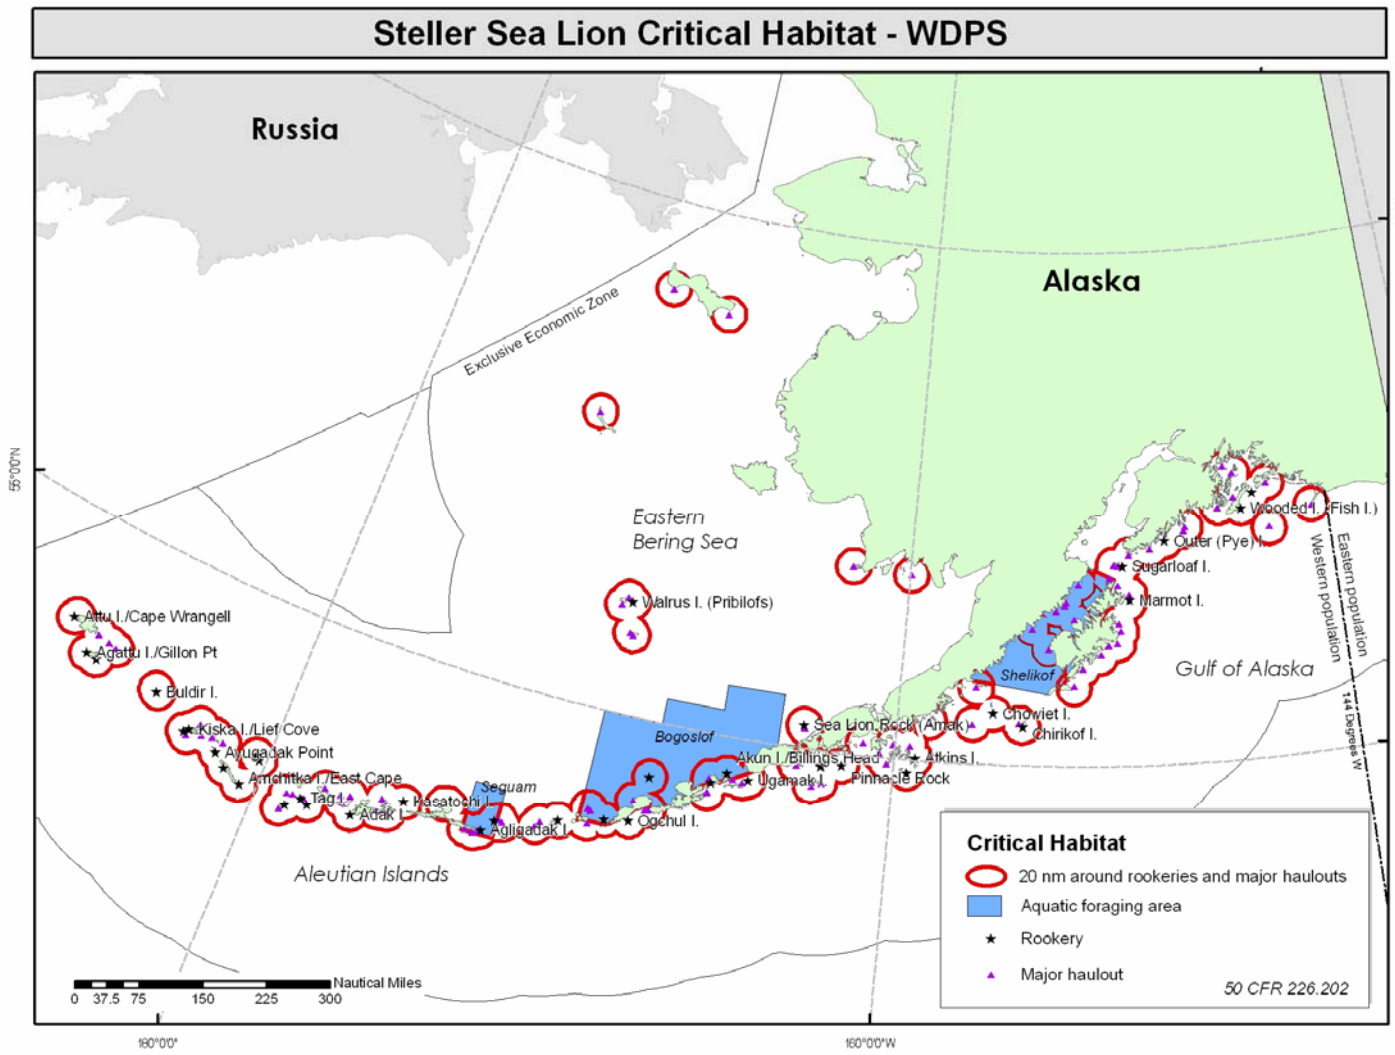 Steller Sea Lion Critical Habitat - WDPS
Russia
Alaska
Exclusive Economic Zone
55°0'0"N
Eastern
Bering Sea
Wooded I. (Fish I.)
Outer (Pye) I.
Sugarloaf I.
Marmot I.
Eastern population
Western population
144 Degrees W
Walrus I. (Pribilofs)
Attu I./Cape Wrangell
Agattu I./Gillon Pt
Buldir I.
Gulf of Alaska
Shelikof
Chowiet I.
Chirikof I.
Kiska I./Lief Cove
Ayugadak Point
Amchitka I./East Cape
Tag I.
Adak I.
Kasatochi I.
Seguam
Agligadak I.
Bogoslof
Sea Lion Rock (Amak)
Akun I./Billings Head
Atkins I.
Ugamak I.
Pinnacle Rock
Ogchul I.
Aleutian Islands
Critical Habitat
20 nm around rookeries and major haulouts
Aquatic foraging area
Rookery
Major haulout
50 CFR 226.202
Nautical Miles
0 37.5 75 150 225 300
180°0'0"
160°0'0"W